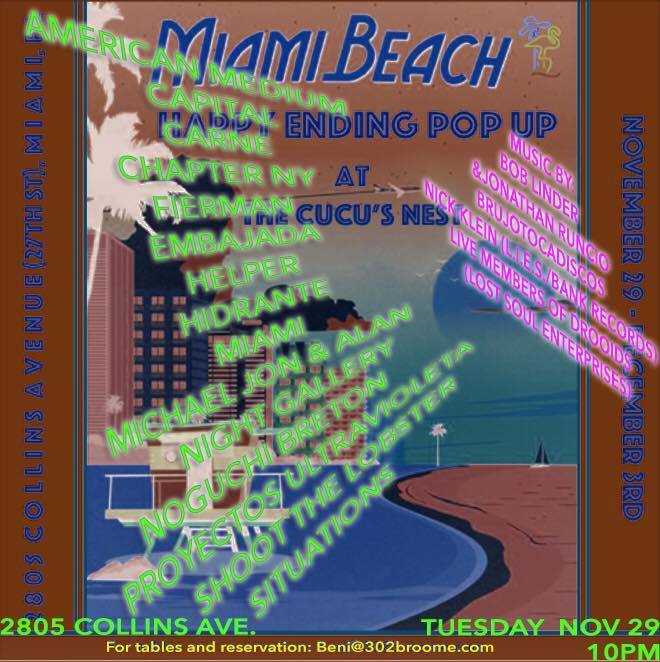 MIAMI BEACH
HAPPY ENDING POP UP
AT
THE CUCU'S NEST
AMERICAN MEDIUM
CAPITAL
CARNE
CHAPTER NY
FIERMAN
EMBAJADA
HELPER
HIDRANTE
MIAMI
MICHAEL JON & ALAN
NIGHT GALLERY
NOGUCHI BRETON
PROYECTOS ULTRAVIOLETA
SHOOT THE LOBSTER
SITUATIONS
MUSIC BY:
BOB LINDER
&JONATHAN RUNCIO
BRUJOTOCADISCOS
NICK KLEIN (L.I.E.S./BANK RECORDS)
LIVE MEMBERS OF DROOIDS
(LOST SOUL ENTERPRISES)
2805 COLLINS AVENUE (27TH ST), MIAMI,
NOVEMBER 29 - DECEMBER 3RD
2805 COLLINS AVE.
TUESDAY NOV 29
For tables and reservation: Beni@302broome.com
10PM